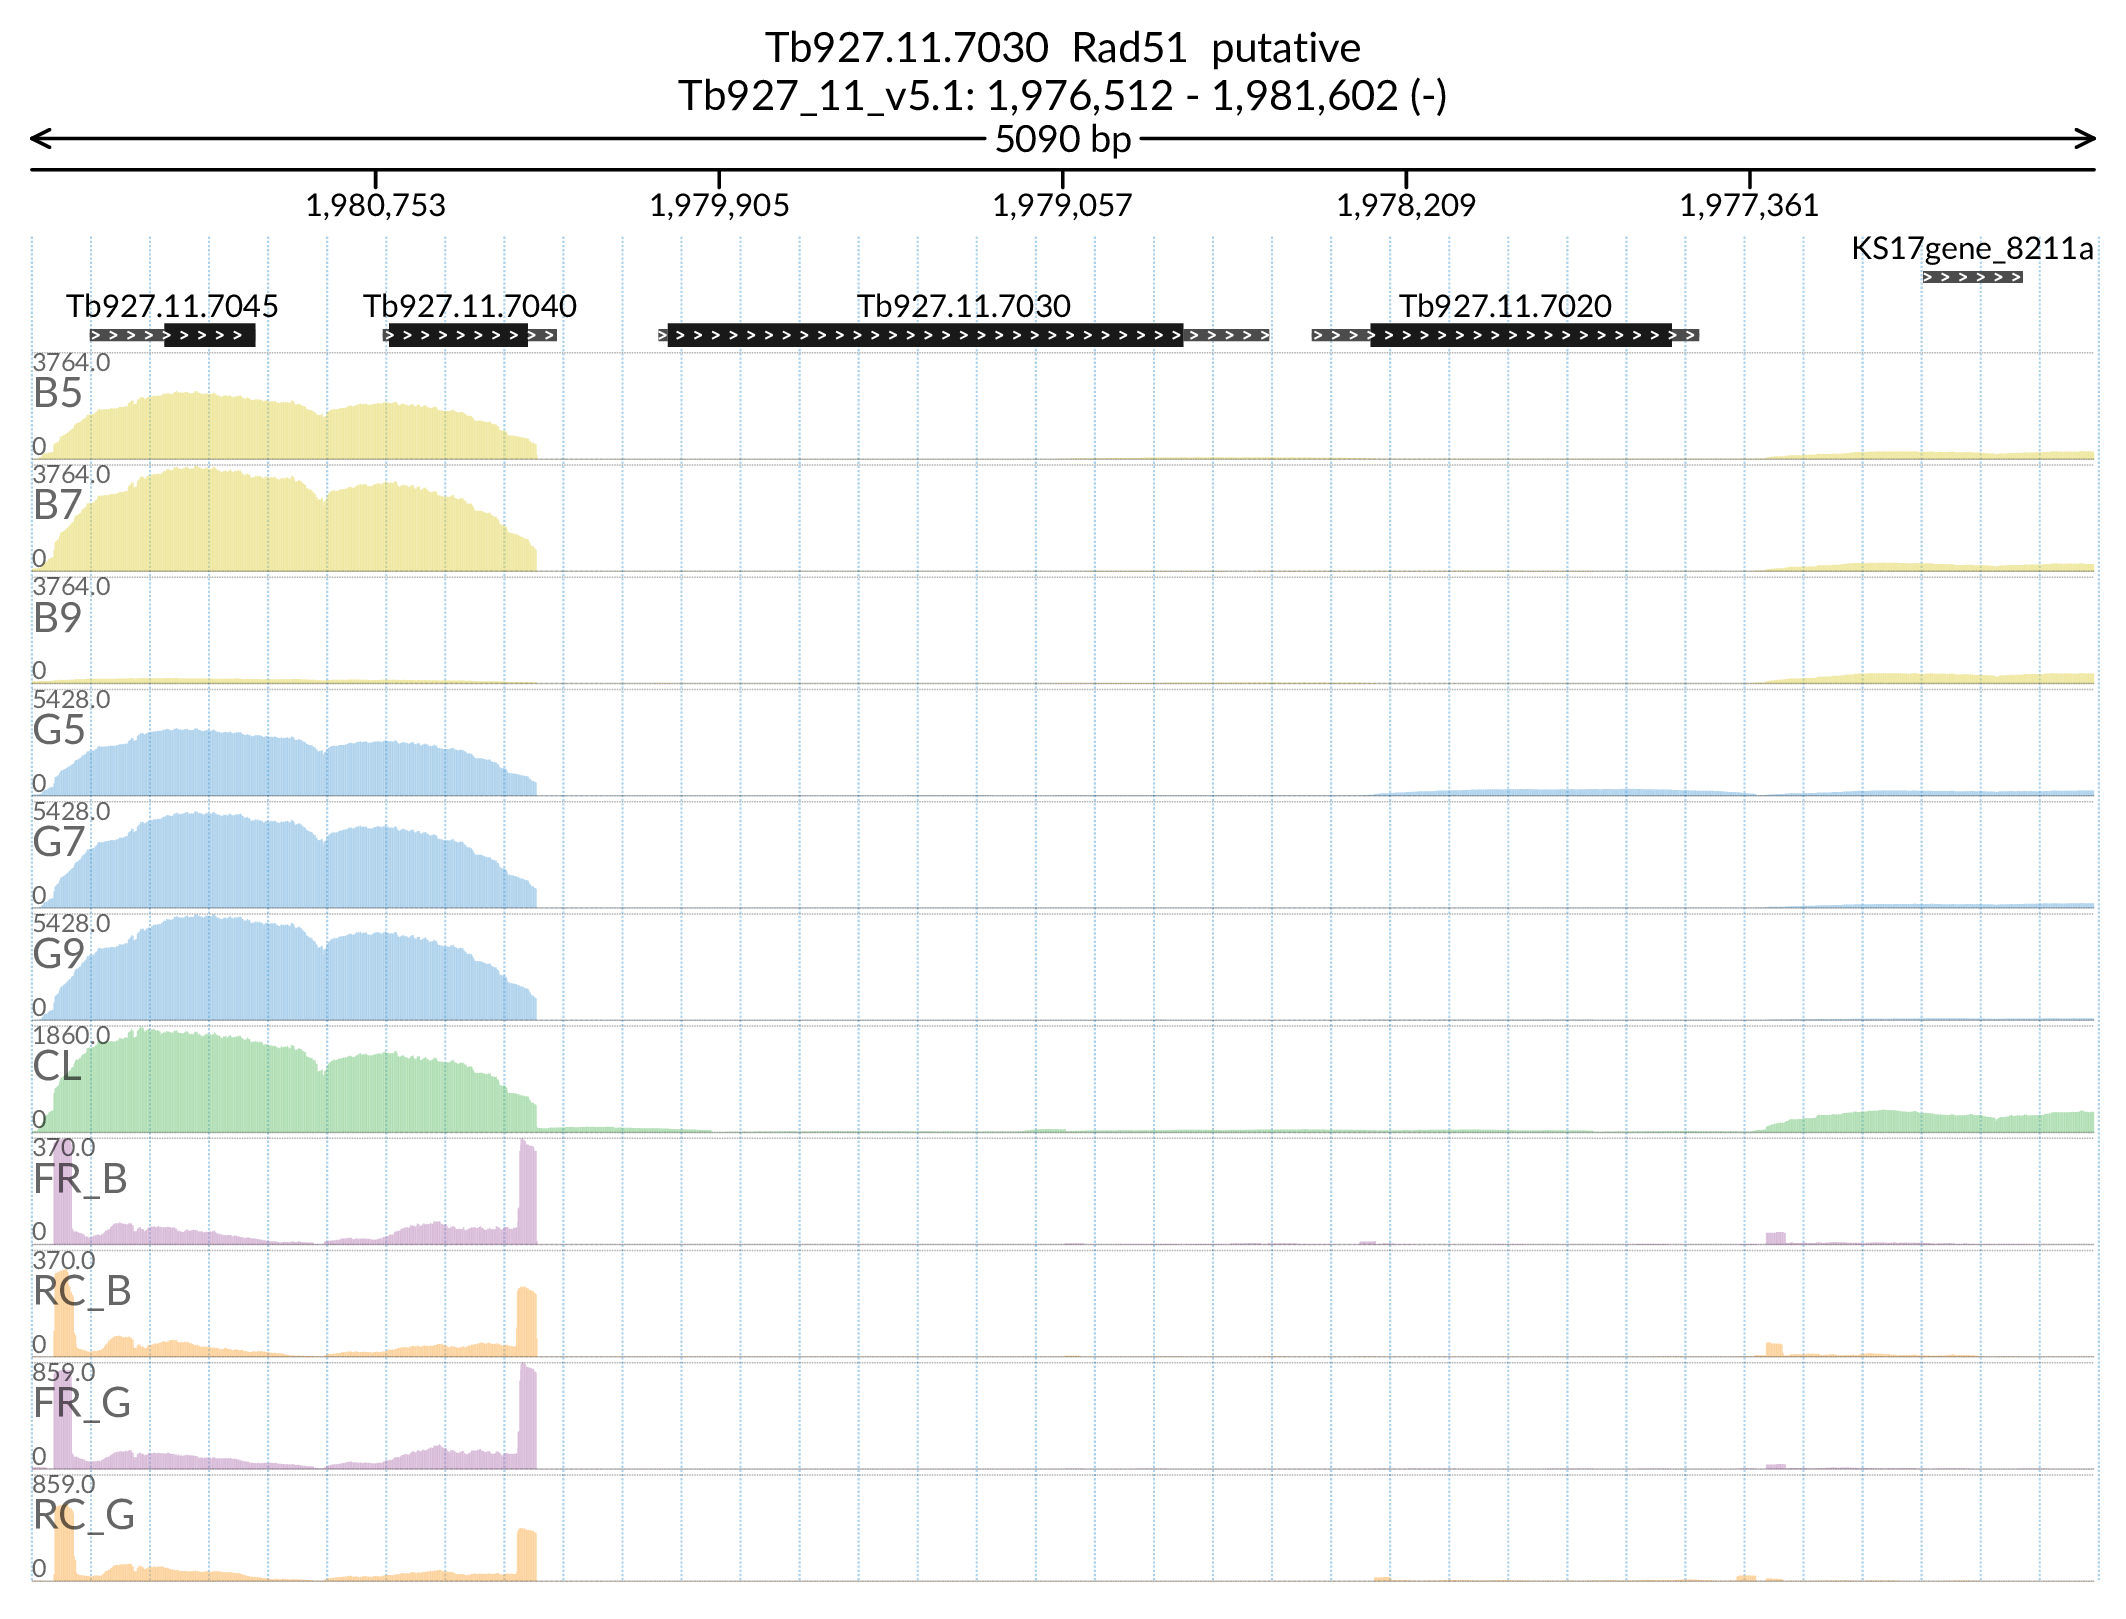 Tb927.11.7030 Rad51 putative
Tb927_11_v5.1: 1,976,512 - 1,981,602 (-)
5090 bp
1,980,753 1,979,905 1,979,057 1,978,209 1,977,361
KS17gene_8211a
Tb927.11.7045 Tb927.11.7040 Tb927.11.7030 Tb927.11.7020
3764.0
B5
0
3764.0
B7
0
3764.0
B9
0
5428.0
G5
0
5428.0
G7
0
5428.0
G9
0
1860.0
CL
0
370.0
FR_B
0
370.0
RC_B
0
859.0
FR_G
0
859.0
RC_G
0